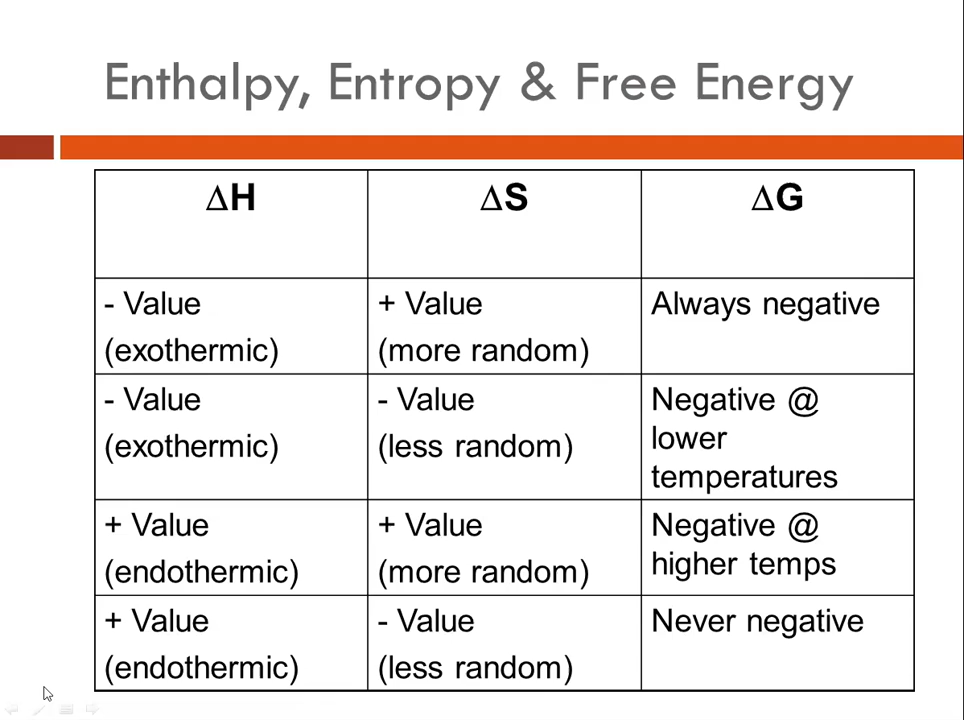 Enthalpy, Entropy & Free Energy
∆H ∆S ∆G
- Value
(exothermic)
+ Value
(more random)
Always negative
- Value
(exothermic)
- Value
(less random)
Negative @
lower
temperatures
+ Value
(endothermic)
+ Value
(more random)
Negative @
higher temps
+ Value
(endothermic)
- Value
(less random)
Never negative